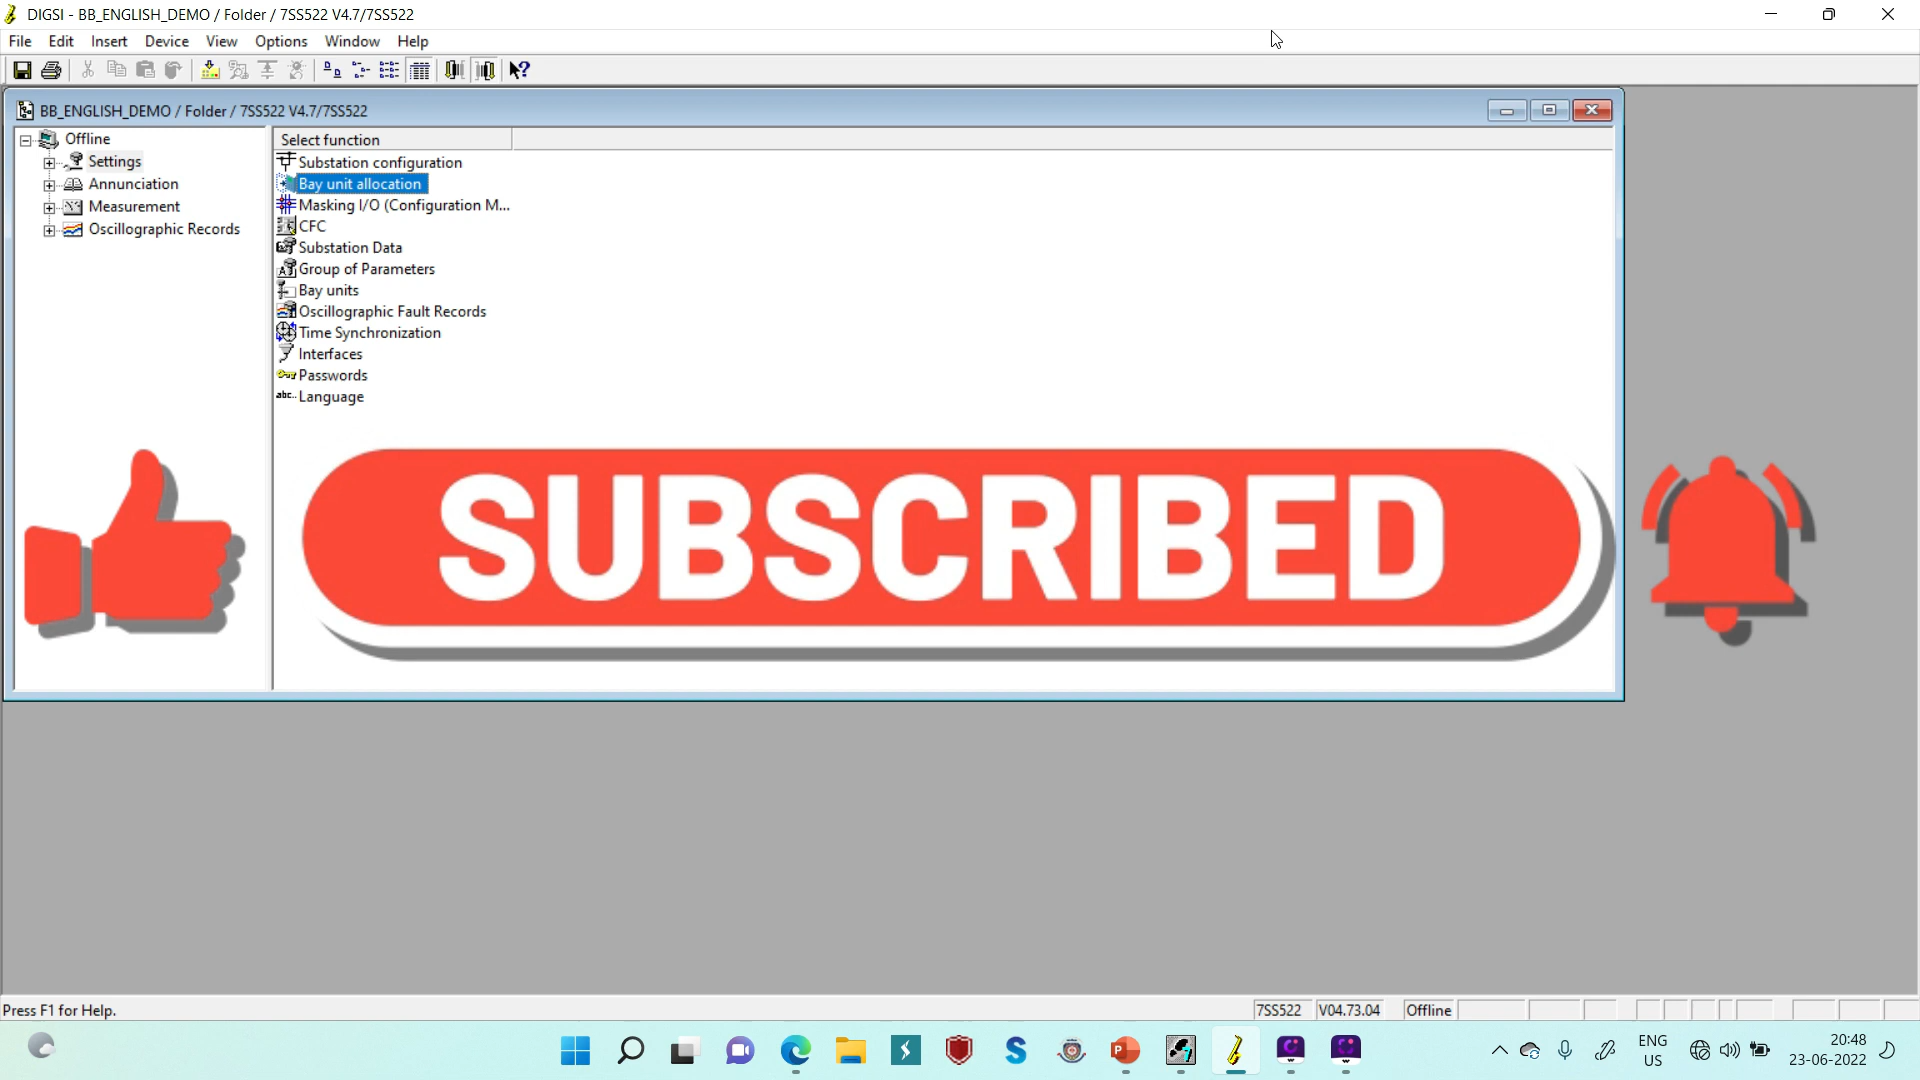 DIGSI - BB_ENGLISH_DEMO / Folder / 7SS522 V4.7/7SS522
File Edit Insert Device View Options Window Help
BB_ENGLISH_DEMO / Folder / 7SS522 V4.7/7SS522
Offline
Settings
Annunciation
Measurement
Oscillographic Records
Select function
Substation configuration
Bay unit allocation
Masking I/O (Configuration M...
CFC
Substation Data
Group of Parameters
Bay units
Oscillographic Fault Records
Time Synchronization
Interfaces
Passwords
abc.. Language
SUBSCRIBED
Press F1 for Help.
7SS522 V04.73.04 Offline
ENG
US
20:48
23-06-2022